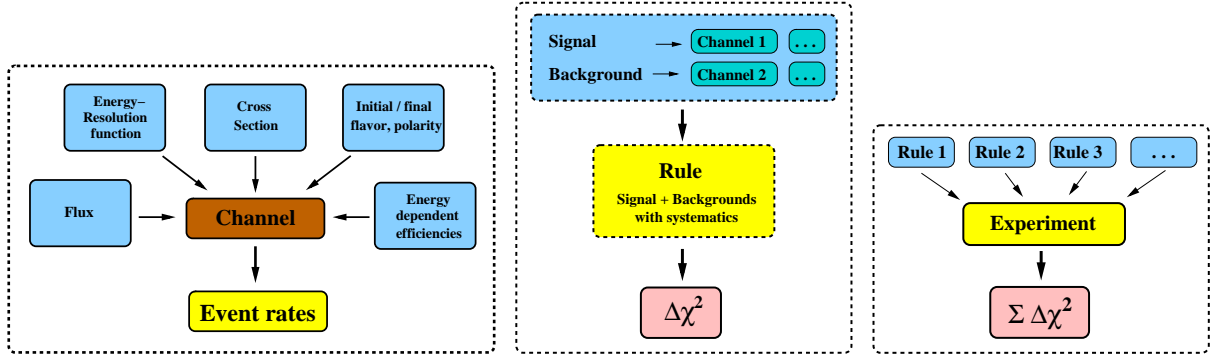 Energy–
Resolution
function
Cross
Section
Initial / final
flavor, polarity
Flux
Channel
Energy
dependent
efficiencies
Event rates
Signal
Channel 1
...
Background
Channel 2
...
Rule
Signal + Backgrounds
with systematics
Δχ²
Rule 1
Rule 2
Rule 3
...
Experiment
Σ Δχ²